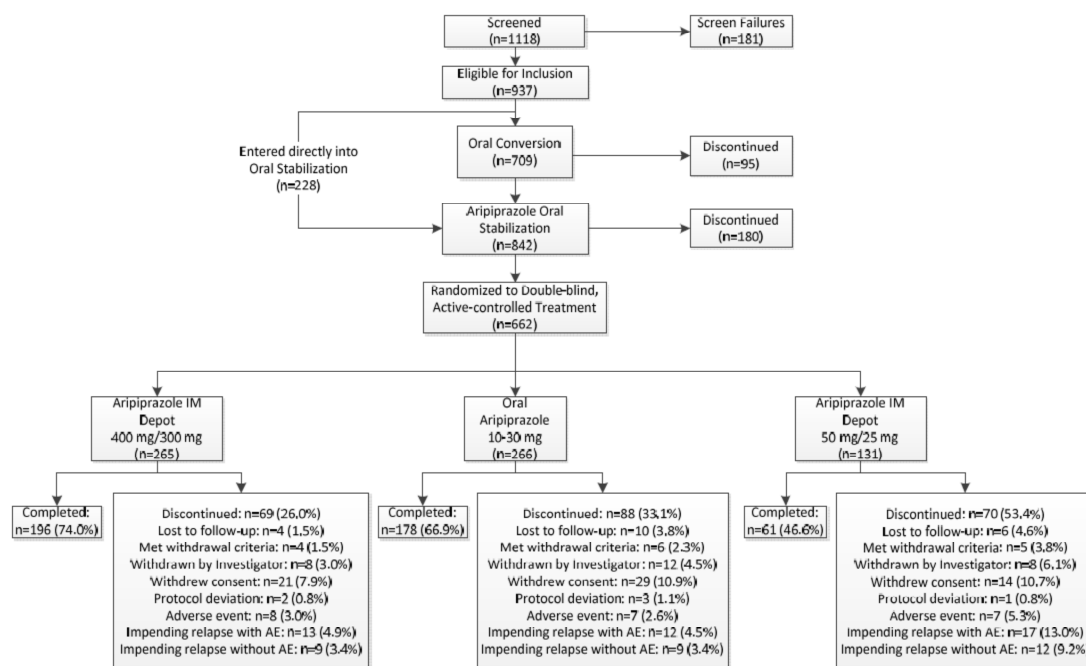 Screened
(n=1118)
Screen Failures
(n=181)
Eligible for Inclusion
(n=937)
Entered directly into
Oral Stabilization
(n=228)
Oral Conversion
(n=709)
Discontinued
(n=95)
Aripiprazole Oral
Stabilization
(n=842)
Discontinued
(n=180)
Randomized to Double-blind,
Active-controlled Treatment
(n=662)
Aripiprazole IM
Depot
400 mg/300 mg
(n=265)
Oral
Aripiprazole
10-30 mg
(n=266)
Aripiprazole IM
Depot
50 mg/25 mg
(n=131)
Completed:
n=196 (74.0%)
Discontinued: n=69 (26.0%)
Lost to follow-up: n=4 (1.5%)
Met withdrawal criteria: n=4 (1.5%)
Withdrawn by Investigator: n=8 (3.0%)
Withdrew consent: n=21 (7.9%)
Protocol deviation: n=2 (0.8%)
Adverse event: n=8 (3.0%)
Impending relapse with AE: n=13 (4.9%)
Impending relapse without AE: n=9 (3.4%)
Completed:
n=178 (66.9%)
Discontinued: n=88 (33.1%)
Lost to follow-up: n=10 (3.8%)
Met withdrawal criteria: n=6 (2.3%)
Withdrawn by Investigator: n=12 (4.5%)
Withdrew consent: n=29 (10.9%)
Protocol deviation: n=3 (1.1%)
Adverse event: n=7 (2.6%)
Impending relapse with AE: n=12 (4.5%)
Impending relapse without AE: n=9 (3.4%)
Completed:
n=61 (46.6%)
Discontinued: n=70 (53.4%)
Lost to follow-up: n=6 (4.6%)
Met withdrawal criteria: n=5 (3.8%)
Withdrawn by Investigator: n=8 (6.1%)
Withdrew consent: n=14 (10.7%)
Protocol deviation: n=1 (0.8%)
Adverse event: n=7 (5.3%)
Impending relapse with AE: n=17 (13.0%)
Impending relapse without AE: n=12 (9.2%